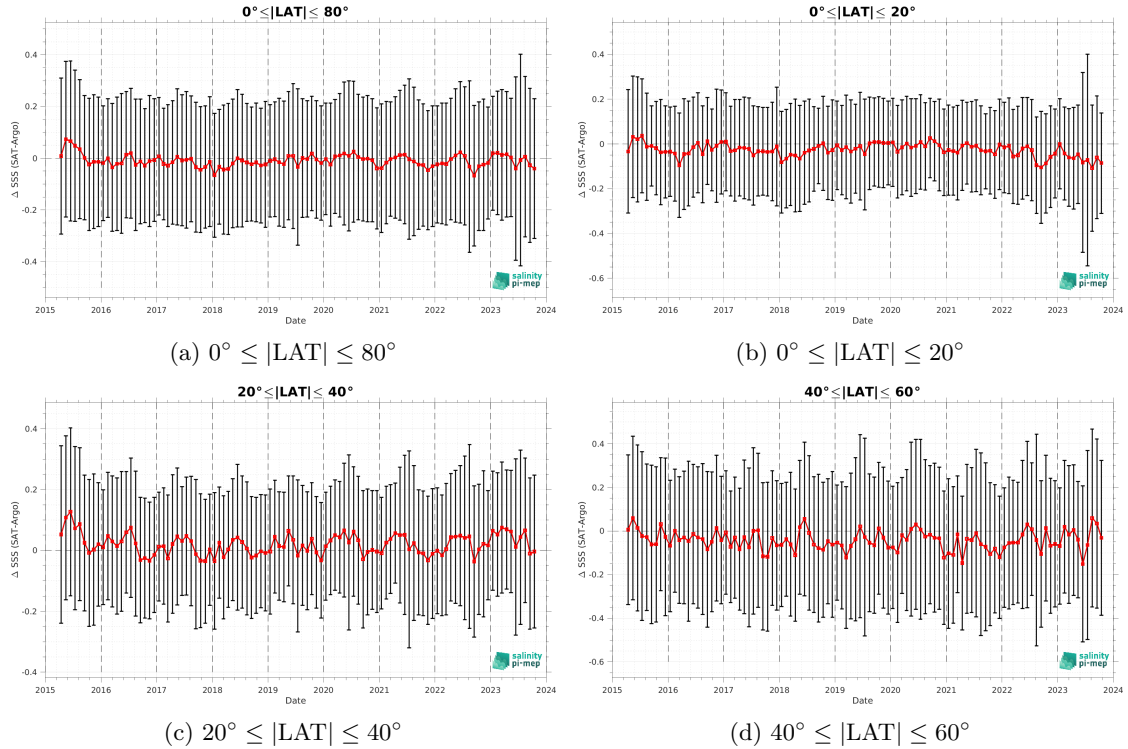 0°≤|LAT|≤ 80°
Δ SSS (SAT-Argo)
0.4
0.2
0
-0.2
-0.4
2015 2016 2017 2018 2019 2020 2021 2022 2023 2024
Date
salinity
pi-mep
(a) 0° ≤ |LAT| ≤ 80°
0°≤|LAT|≤ 20°
Δ SSS (SAT-Argo)
0.4
0.2
0
-0.2
-0.4
-0.6
2015 2016 2017 2018 2019 2020 2021 2022 2023 2024
Date
salinity
pi-mep
(b) 0° ≤ |LAT| ≤ 20°
20°≤|LAT|≤ 40°
Δ SSS (SAT-Argo)
0.4
0.2
0
-0.2
-0.4
2015 2016 2017 2018 2019 2020 2021 2022 2023 2024
Date
salinity
pi-mep
(c) 20° ≤ |LAT| ≤ 40°
40°≤|LAT|≤ 60°
Δ SSS (SAT-Argo)
0.4
0.2
0
-0.2
-0.4
-0.6
2015 2016 2017 2018 2019 2020 2021 2022 2023 2024
Date
salinity
pi-mep
(d) 40° ≤ |LAT| ≤ 60°